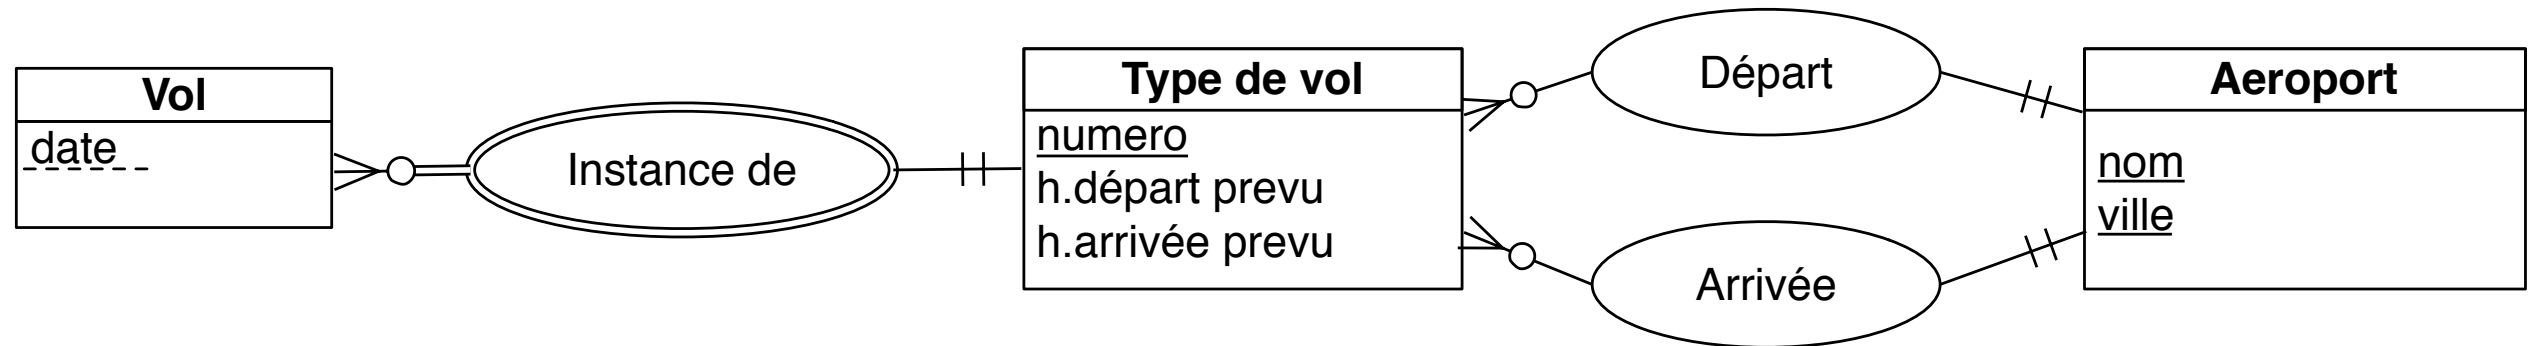 Vol
date
Instance de
Type de vol
numero
h.départ prevu
h.arrivée prevu
Départ
Arrivée
Aeroport
nom
ville